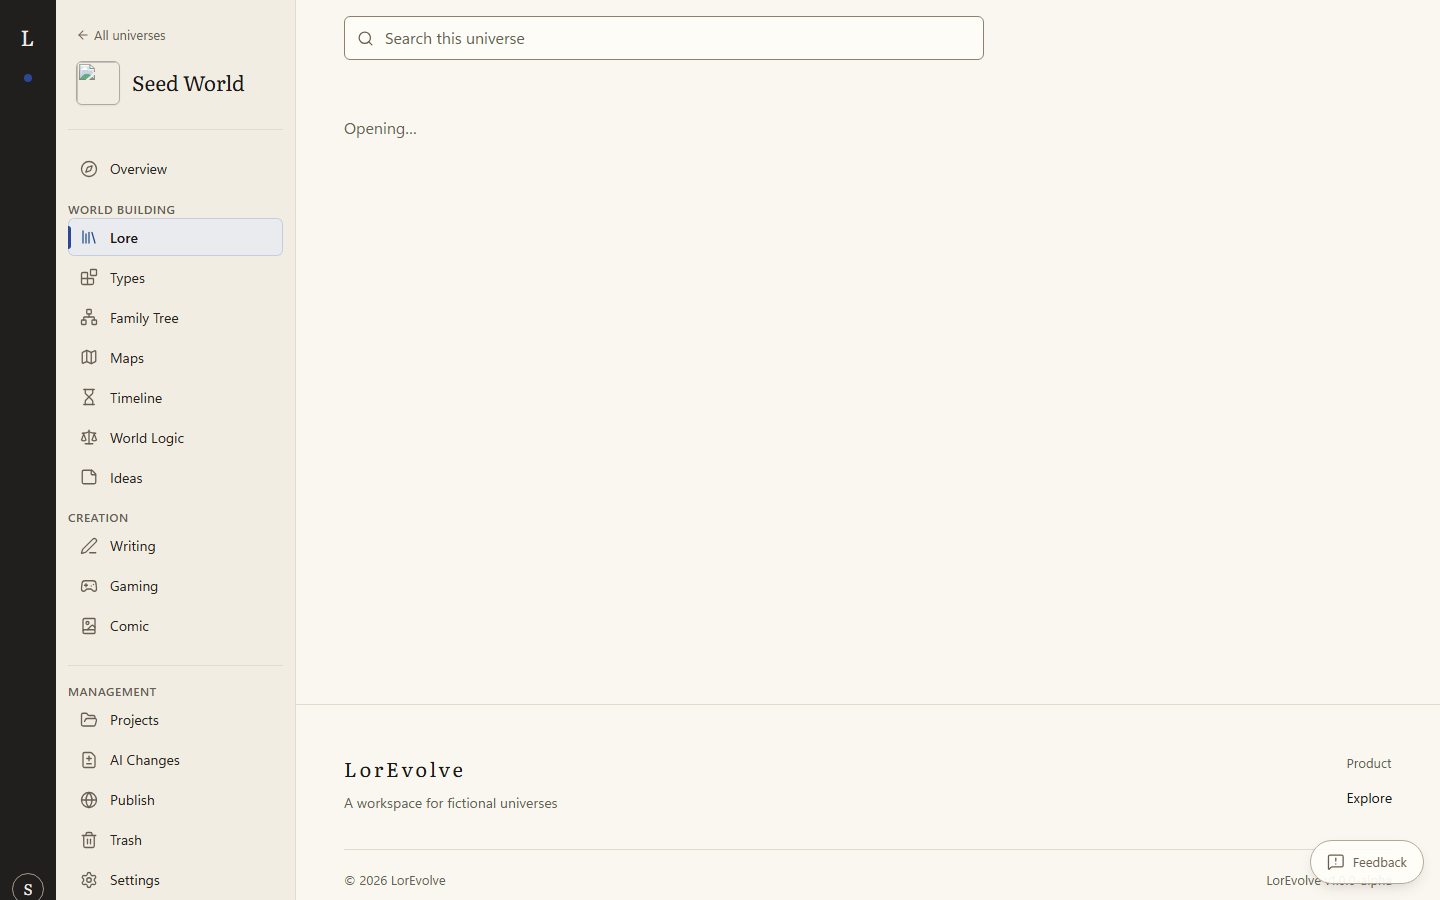 L
All universes
Seed World
Overview
WORLD BUILDING
Lore
Types
Family Tree
Maps
Timeline
World Logic
Ideas
CREATION
Writing
Gaming
Comic
MANAGEMENT
Projects
AI Changes
Publish
Trash
Settings
S
Search this universe
Opening...
LorEvolve
A workspace for fictional universes
Product
Explore
© 2026 LorEvolve
LorEvolve
Feedback